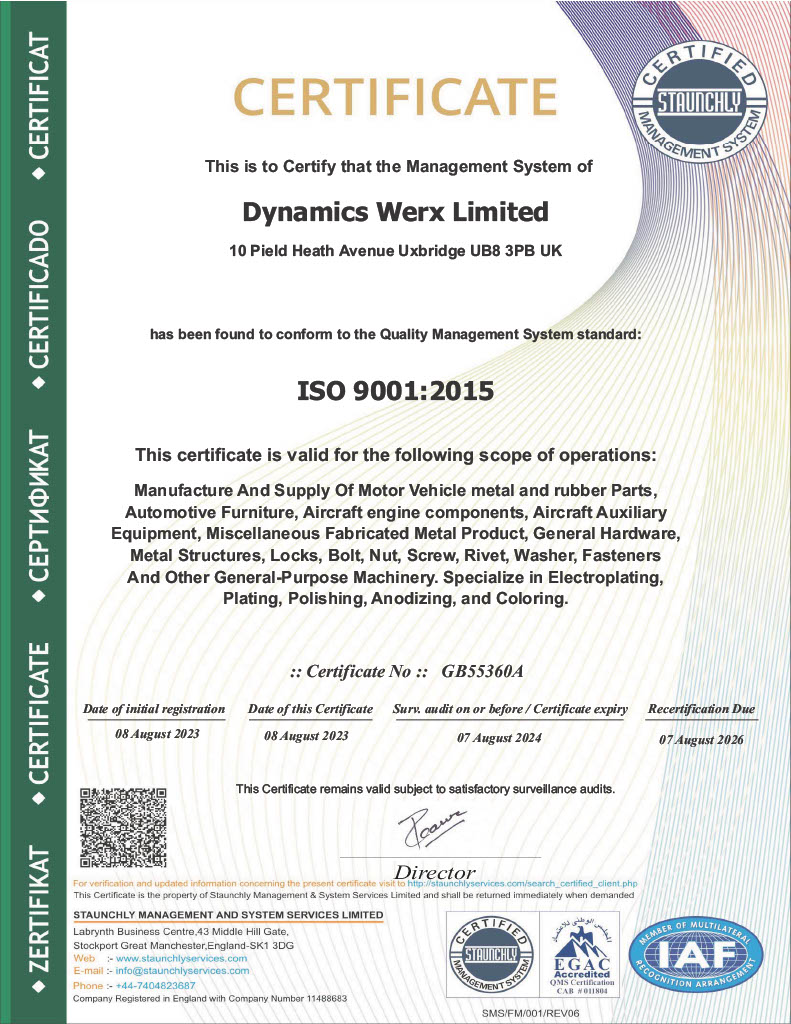 CERTIFICATE
CERTIFIED
STAUNCHLY
MANAGEMENT SYSTEM
This is to Certify that the Management System of
Dynamics Werx Limited
10 Pield Heath Avenue Uxbridge UB8 3PB UK
has been found to conform to the Quality Management System standard:
ISO 9001:2015
This certificate is valid for the following scope of operations:
Manufacture And Supply Of Motor Vehicle metal and rubber Parts,
Automotive Furniture, Aircraft engine components, Aircraft Auxiliary
Equipment, Miscellaneous Fabricated Metal Product, General Hardware,
Metal Structures, Locks, Bolt, Nut, Screw, Rivet, Washer, Fasteners
And Other General-Purpose Machinery. Specialize in Electroplating,
Plating, Polishing, Anodizing, and Coloring.
:: Certificate No :: GB55360A
Date of initial registration Date of this Certificate Surv. audit on or before / Certificate expiry Recertification Due
08 August 2023 08 August 2023 07 August 2024 07 August 2026
This Certificate remains valid subject to satisfactory surveillance audits.
Director
For verification and updated information concerning the present certificate visit to http://staunchlyservices.com/search_certified_client.php
This Certificate is the property of Staunchly Management & System Services Limited and shall be returned immediately when demanded
STAUNCHLY MANAGEMENT AND SYSTEM SERVICES LIMITED
Labrynth Business Centre,43 Middle Hill Gate,
Stockport Great Manchester,England-SK1 3DG
Web :- www.staunchlyservices.com
E-mail :- info@staunchlyservices.com
Phone :- +44-7404823687
Company Registered in England with Company Number 11488683
CERTIFIED
STAUNCHLY
MANAGEMENT SYSTEM
EGAC
Accredited
QMS Certification
CAB # 011804
MEMBER OF MULTILATERAL
IAF
RECOGNITION ARRANGEMENT
SMS/FM/001/REV06
◆ ZERTIFIKAT ◆ CERTIFICATE ◆ СЕРТИФИКАТ ◆ CERTIFICADO ◆ CERTIFICAT